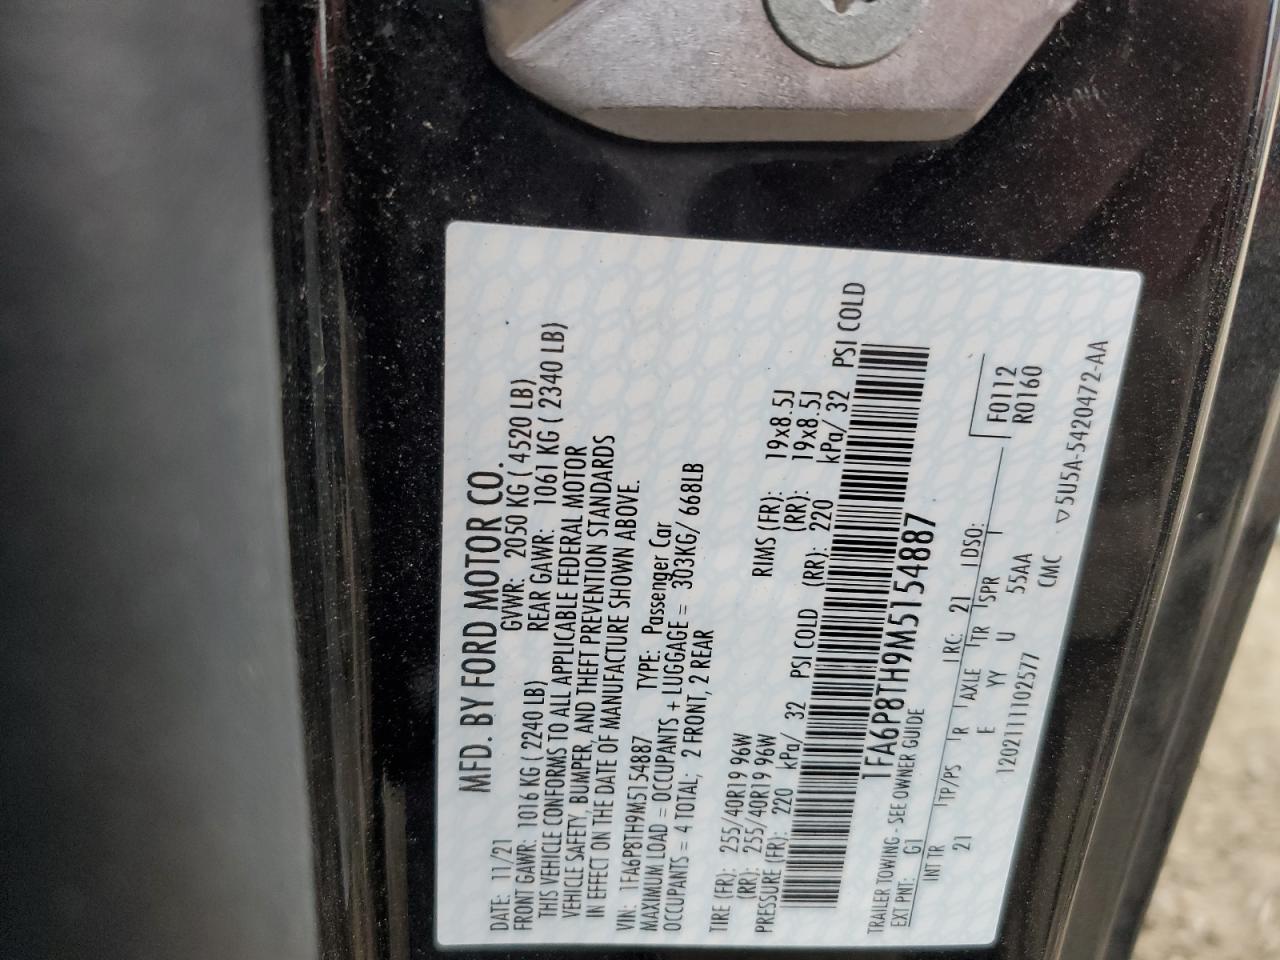 MFD. BY FORD MOTOR CO.
DATE: 11/21 GVWR: 2050 KG ( 4520 LB)
FRONT GAWR: 1016 KG ( 2240 LB) REAR GAWR: 1061 KG ( 2340 LB)
THIS VEHICLE CONFORMS TO ALL APPLICABLE FEDERAL MOTOR
VEHICLE SAFETY, BUMPER, AND THEFT PREVENTION STANDARDS
IN EFFECT ON THE DATE OF MANUFACTURE SHOWN ABOVE.
VIN: 1FA6P8TH9M5154887 TYPE: Passenger Car
MAXIMUM LOAD = OCCUPANTS + LUGGAGE = 303KG/ 668LB
OCCUPANTS = 4 TOTAL; 2 FRONT, 2 REAR
TIRE (FR): 255/40R19 96W RIMS (FR): 19x8.5J
(RR): 255/40R19 96W (RR): 19x8.5J
PRESSURE (FR): 220 kPa/ 32 PSI COLD (RR): 220 kPa/ 32 PSI COLD
1FA6P8TH9M5154887
TRAILER TOWING - SEE OWNER GUIDE
EXT PNT: G1 RC: 21 DSO:
INT TR TP/PS R AXLE TR SPR
21 E YY U 55AA
F0112
R0160
1202111102577 CMC
▽5U5A-5420472-AA